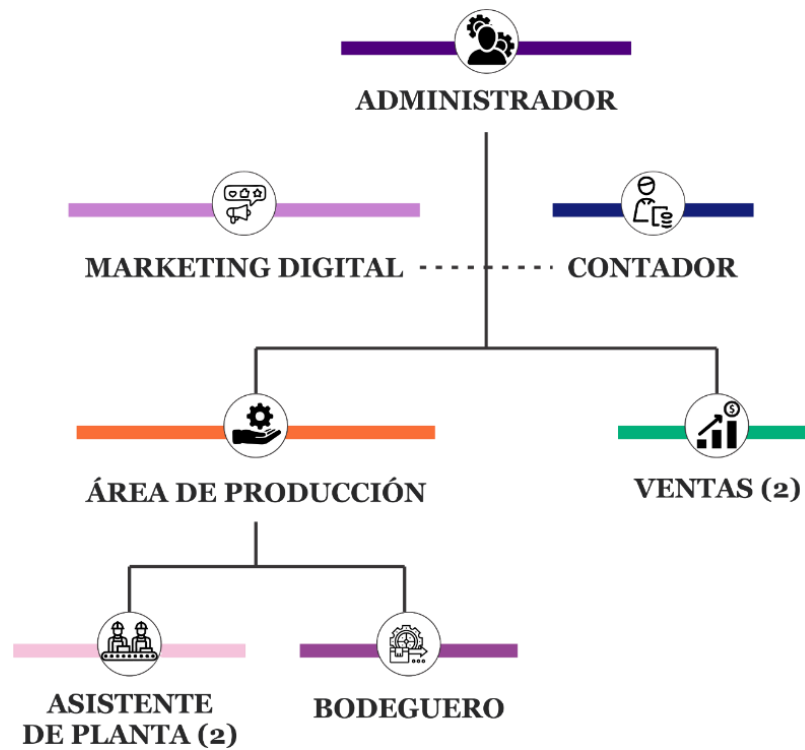 ADMINISTRADOR
MARKETING DIGITAL
CONTADOR
ÁREA DE PRODUCCIÓN
VENTAS (2)
ASISTENTE
DE PLANTA (2)
BODEGUERO